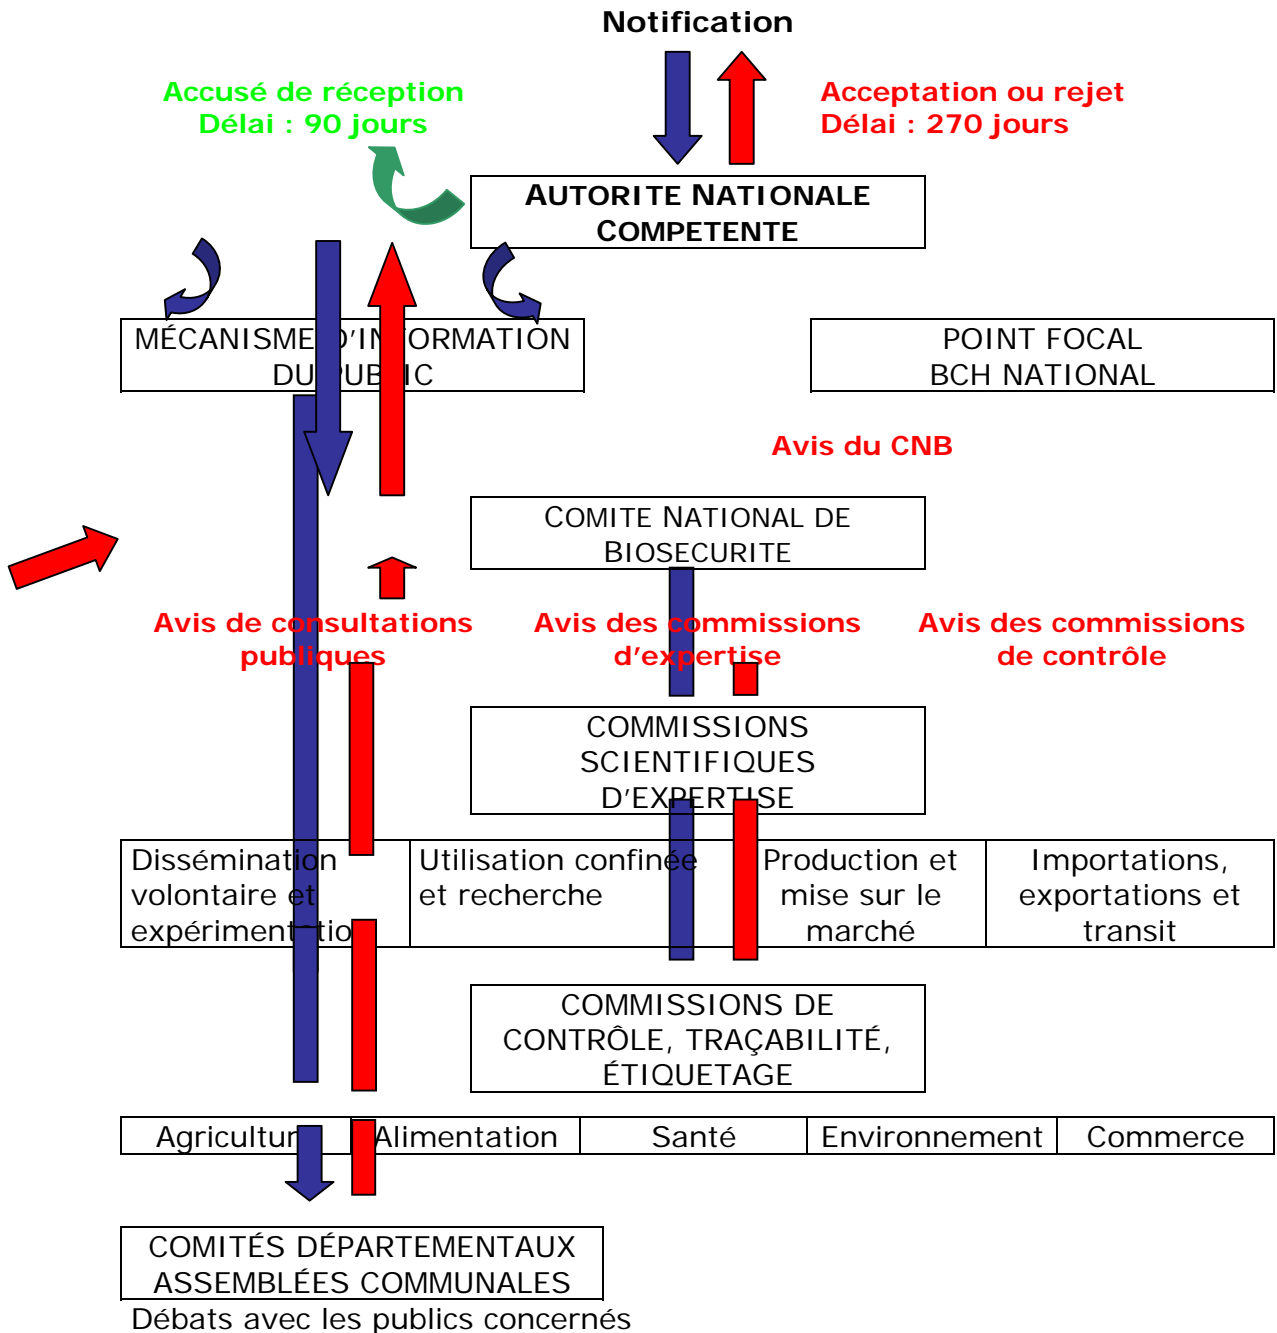 Notification
Accusé de réception
Délai : 90 jours
Acceptation ou rejet
Délai : 270 jours
AUTORITE NATIONALE
COMPETENTE
MÉCANISME D'INFORMATION
DU PUBLIC
POINT FOCAL
BCH NATIONAL
Avis du CNB
COMITE NATIONAL DE
BIOSECURITE
Avis de consultations
publiques
Avis des commissions
d'expertise
Avis des commissions
de contrôle
COMMISSIONS
SCIENTIFIQUES
D'EXPERTISE
Dissémination
volontaire et
expérimentatio
Utilisation confinée
et recherche
Production et
mise sur le
marché
Importations,
exportations et
transit
COMMISSIONS DE
CONTRÔLE, TRAÇABILITÉ,
ÉTIQUETAGE
Agriculture
Alimentation
Santé
Environnement
Commerce
COMITÉS DÉPARTEMENTAUX
ASSEMBLÉES COMMUNALES
Débats avec les publics concernés